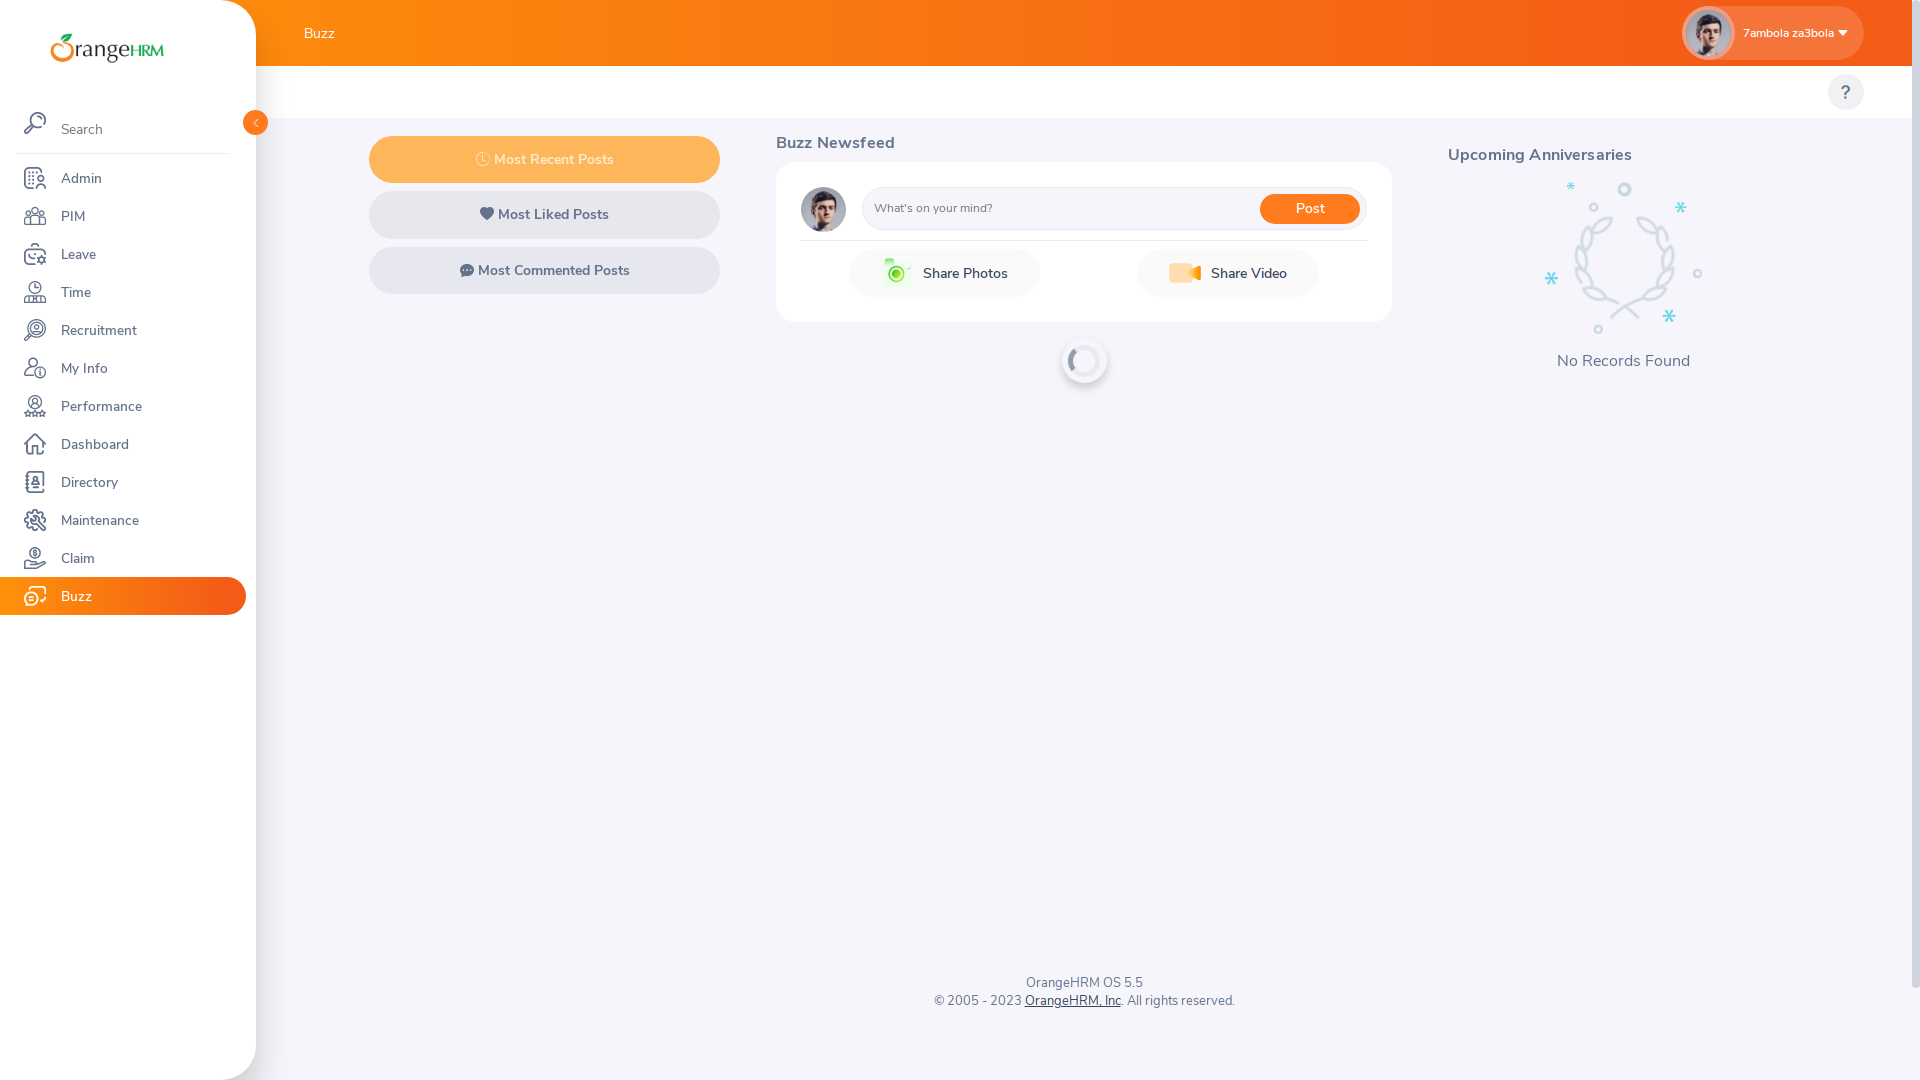 OrangeHRM
Search
Admin
PIM
Leave
Time
Recruitment
My Info
Performance
Dashboard
Directory
Maintenance
Claim
Buzz
Buzz
7ambola za3bola
?
Most Recent Posts
Most Liked Posts
Most Commented Posts
Buzz Newsfeed
What's on your mind?
Post
Share Photos
Share Video
Upcoming Anniversaries
No Records Found
OrangeHRM OS 5.5
© 2005 - 2023 OrangeHRM, Inc. All rights reserved.